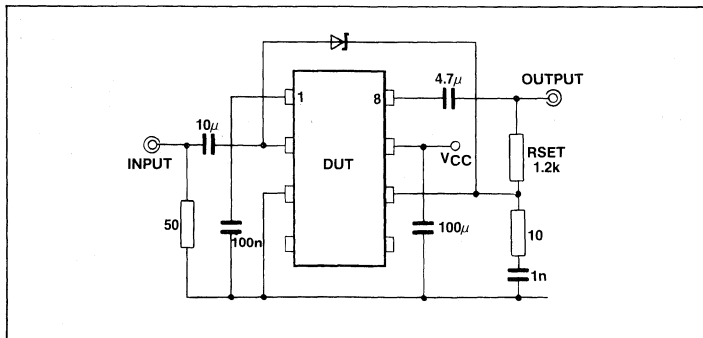 4.7μ
OUTPUT
1
8
10μ
INPUT
DUT
VCC
RSET
1.2k
50
100n
100μ
10
1n